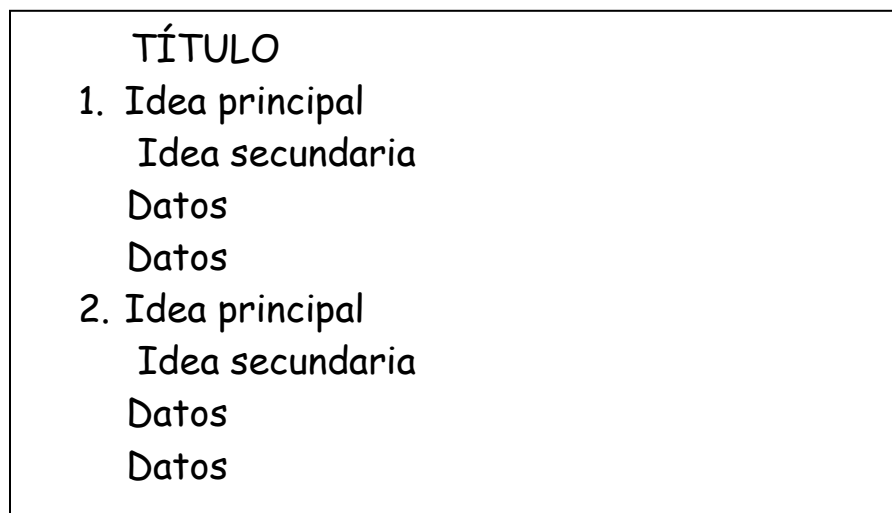 TÍTULO
1. Idea principal
Idea secundaria
Datos
Datos
2. Idea principal
Idea secundaria
Datos
Datos